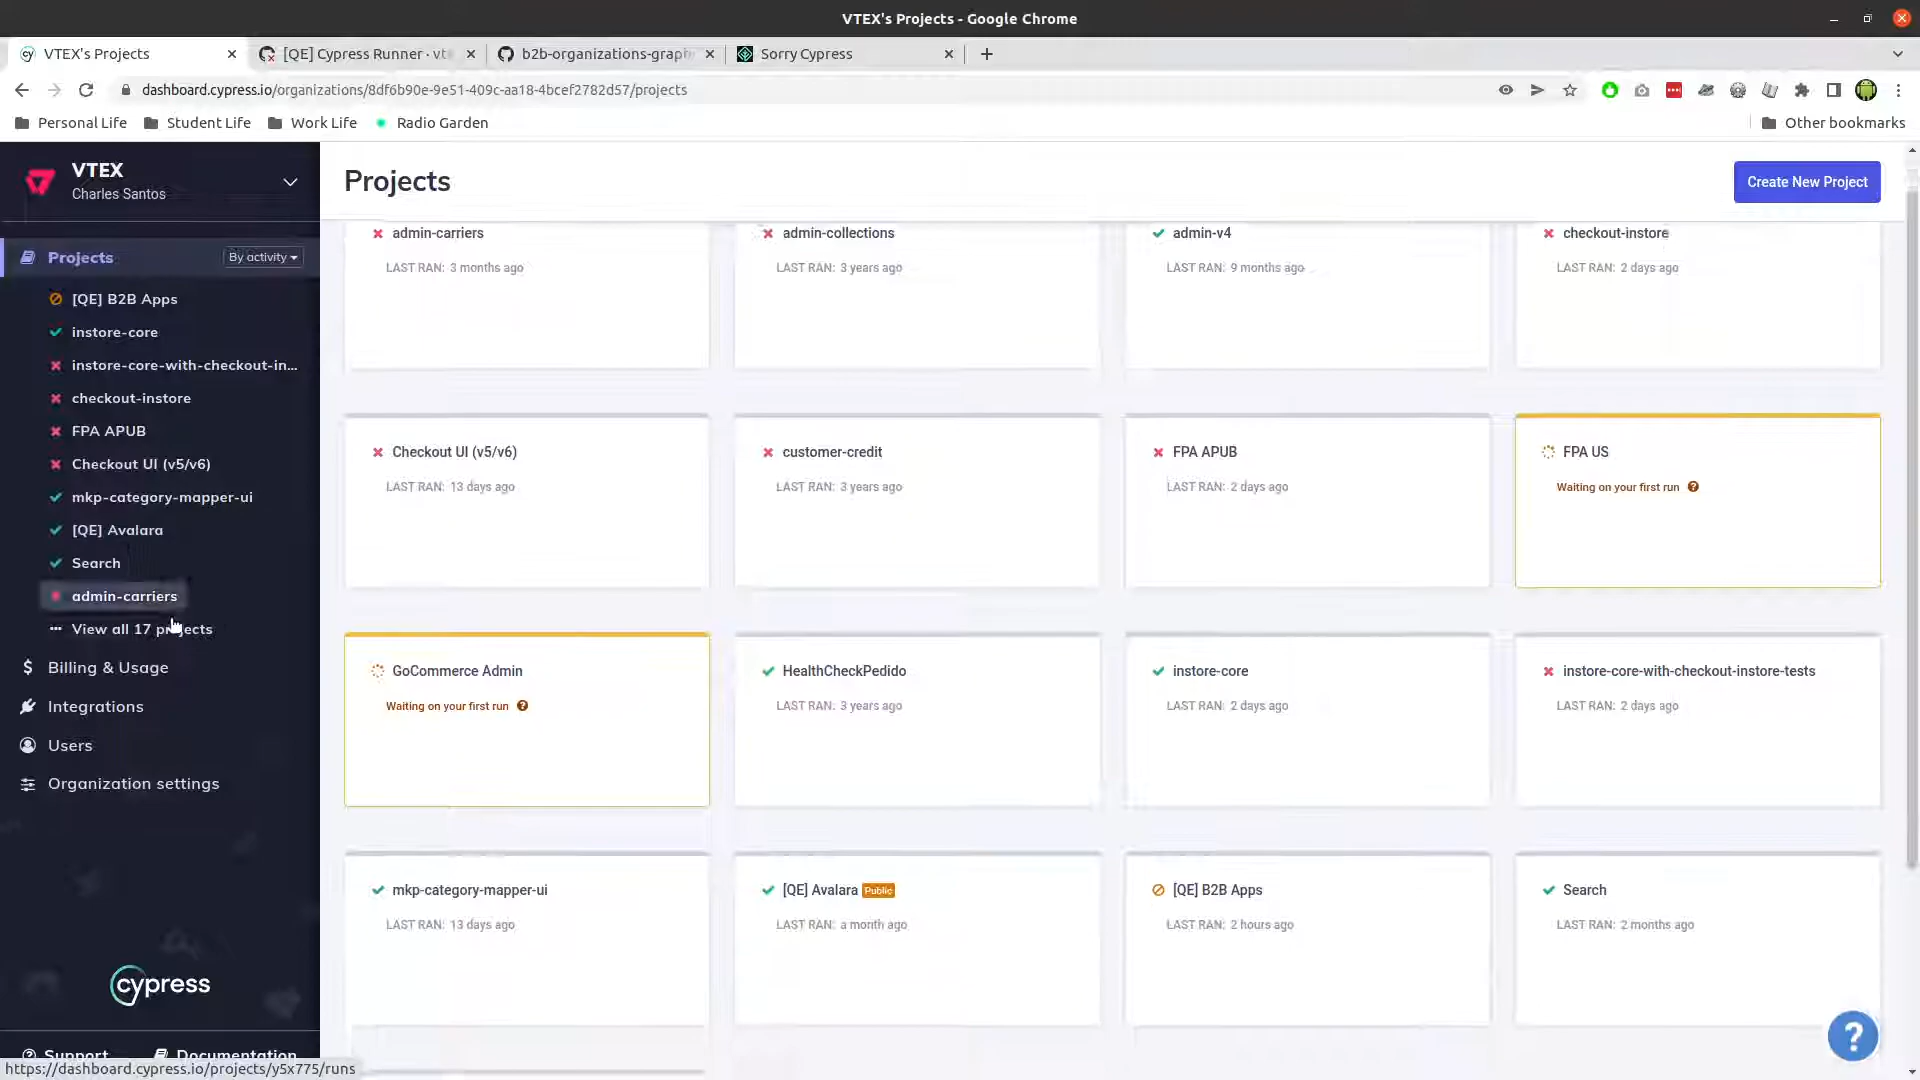 VTEX's Projects - Google Chrome
VTEX's Projects
[QE] Cypress Runner · vte
b2b-organizations-graph
Sorry Cypress
dashboard.cypress.io/organizations/8df6b90e-9e51-409c-aa18-4bcef2782d57/projects
Personal Life
Student Life
Work Life
Radio Garden
Other bookmarks
VTEX
Charles Santos
Projects
By activity
[QE] B2B Apps
instore-core
instore-core-with-checkout-in...
checkout-instore
FPA APUB
Checkout UI (v5/v6)
mkp-category-mapper-ui
[QE] Avalara
Search
admin-carriers
View all 17 projects
Billing & Usage
Integrations
Users
Organization settings
cypress
Support
Documentation
https://dashboard.cypress.io/projects/y5x775/runs
Projects
Create New Project
admin-carriers
LAST RAN: 3 months ago
admin-collections
LAST RAN: 3 years ago
admin-v4
LAST RAN: 9 months ago
checkout-instore
LAST RAN: 2 days ago
Checkout UI (v5/v6)
LAST RAN: 13 days ago
customer-credit
LAST RAN: 3 years ago
FPA APUB
LAST RAN: 2 days ago
FPA US
Waiting on your first run ?
GoCommerce Admin
Waiting on your first run ?
HealthCheckPedido
LAST RAN: 3 years ago
instore-core
LAST RAN: 2 days ago
instore-core-with-checkout-instore-tests
LAST RAN: 2 days ago
mkp-category-mapper-ui
LAST RAN: 13 days ago
[QE] Avalara Public
LAST RAN: a month ago
[QE] B2B Apps
LAST RAN: 2 hours ago
Search
LAST RAN: 2 months ago
?